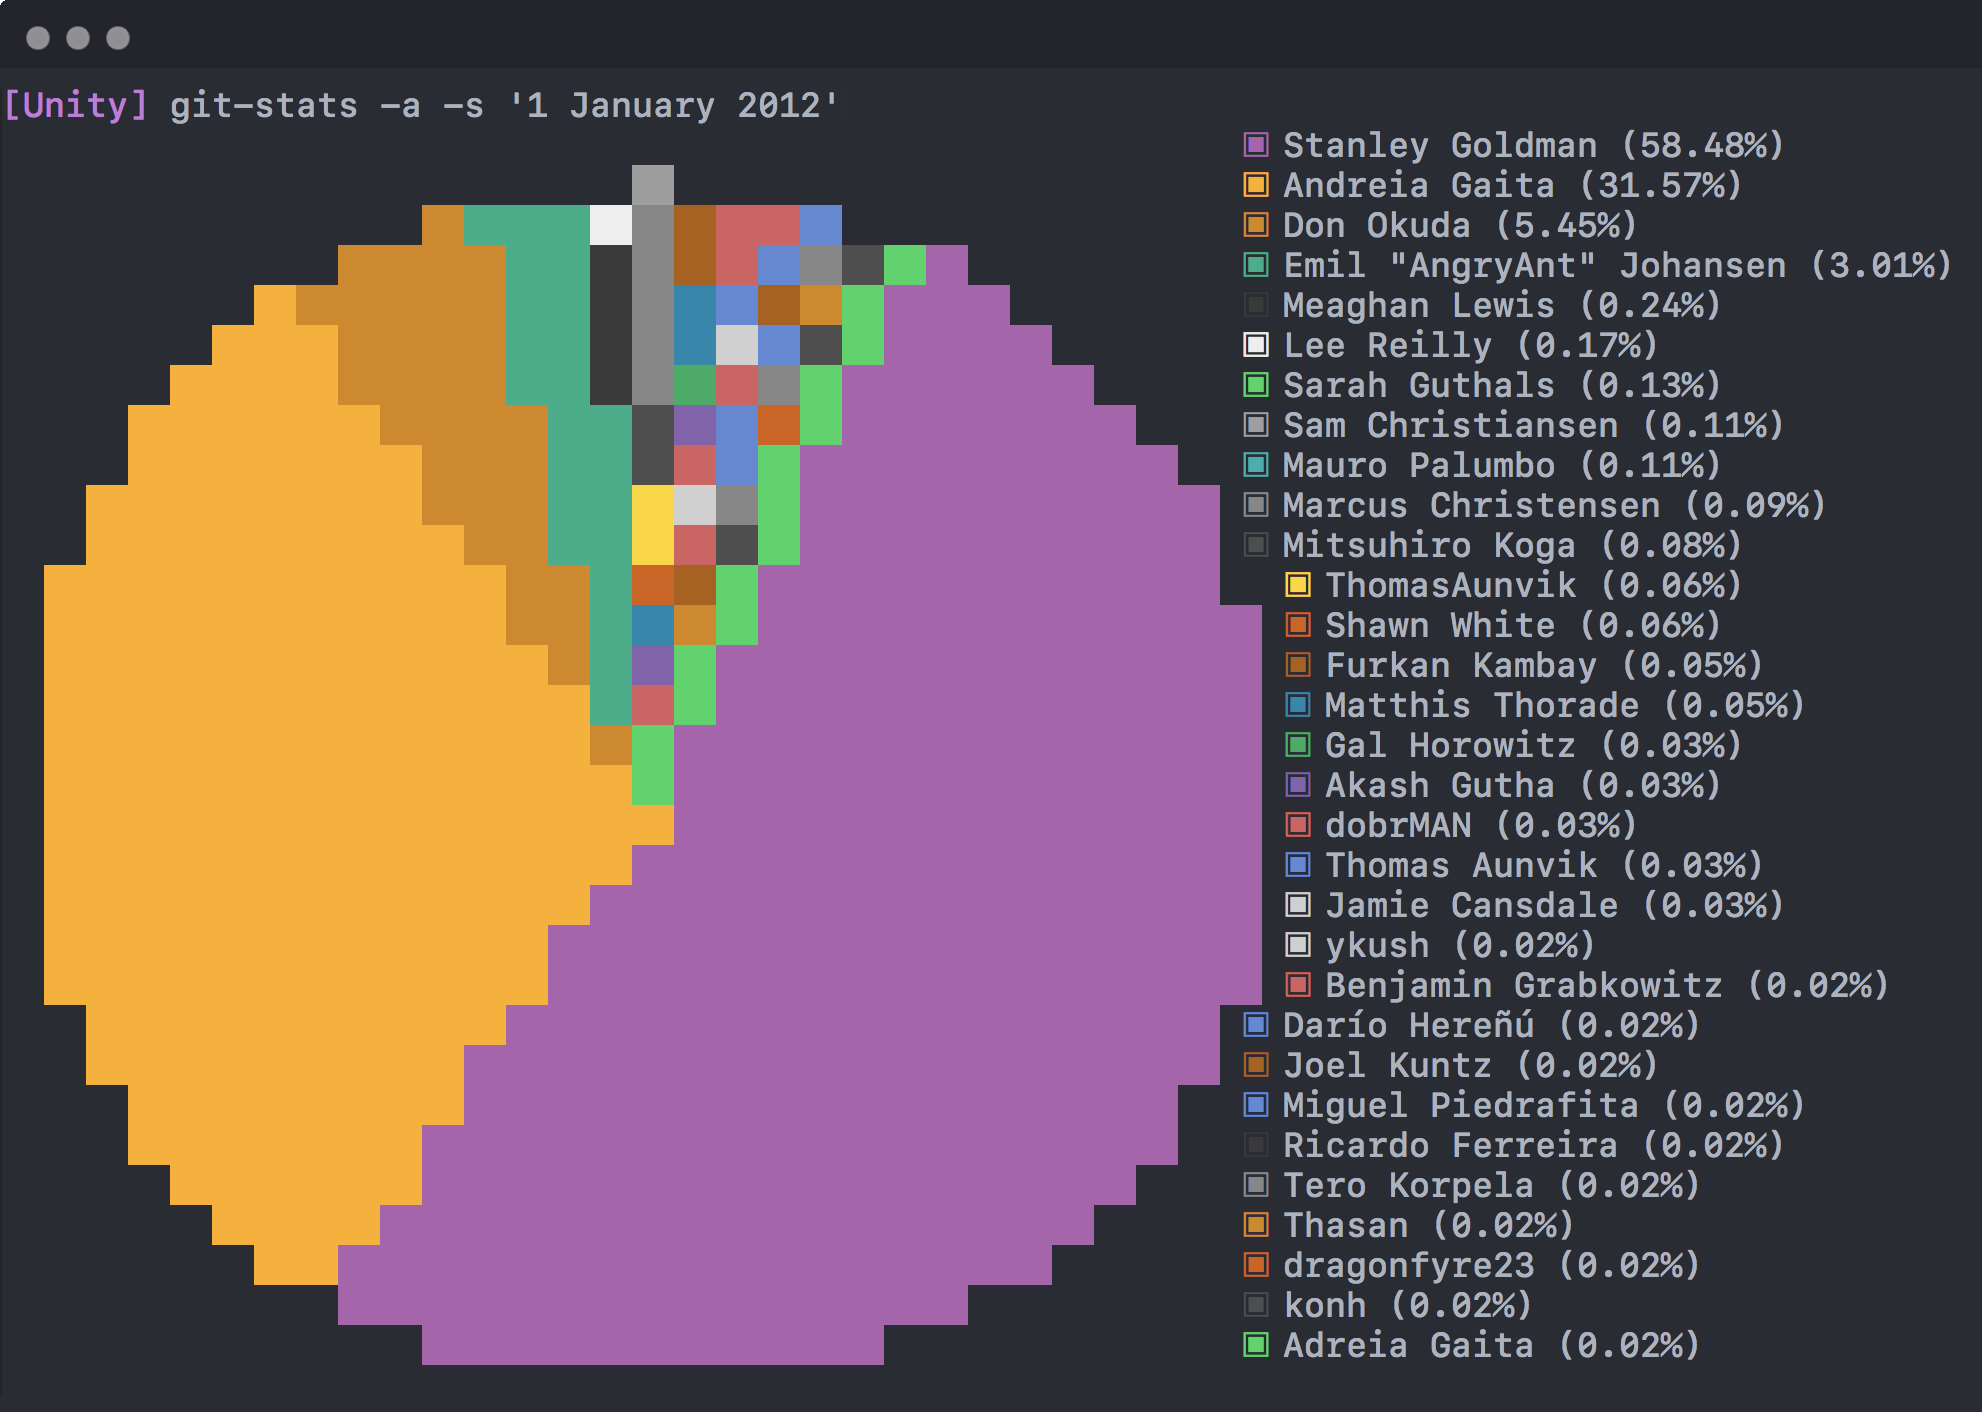 [Unity] git-stats -a -s '1 January 2012'
Stanley Goldman (58.48%)
Andreia Gaita (31.57%)
Don Okuda (5.45%)
Emil "AngryAnt" Johansen (3.01%)
Meaghan Lewis (0.24%)
Lee Reilly (0.17%)
Sarah Guthals (0.13%)
Sam Christiansen (0.11%)
Mauro Palumbo (0.11%)
Marcus Christensen (0.09%)
Mitsuhiro Koga (0.08%)
ThomasAunvik (0.06%)
Shawn White (0.06%)
Furkan Kambay (0.05%)
Matthis Thorade (0.05%)
Gal Horowitz (0.03%)
Akash Gutha (0.03%)
dobrMAN (0.03%)
Thomas Aunvik (0.03%)
Jamie Cansdale (0.03%)
ykush (0.02%)
Benjamin Grabkowitz (0.02%)
Darío Hereñú (0.02%)
Joel Kuntz (0.02%)
Miguel Piedrafita (0.02%)
Ricardo Ferreira (0.02%)
Tero Korpela (0.02%)
Thasan (0.02%)
dragonfyre23 (0.02%)
konh (0.02%)
Adreia Gaita (0.02%)